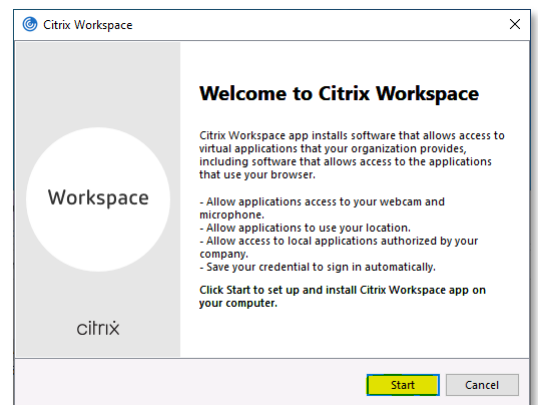 Citrix Workspace
Welcome to Citrix Workspace
Citrix Workspace app installs software that allows access to
virtual applications that your organization provides,
including software that allows access to the applications
that use your browser.
- Allow applications access to your webcam and
microphone.
- Allow applications to use your location.
- Allow access to local applications authorized by your
company.
- Save your credential to sign in automatically.
Click Start to set up and install Citrix Workspace app on
your computer.
Workspace
citrix
Start
Cancel